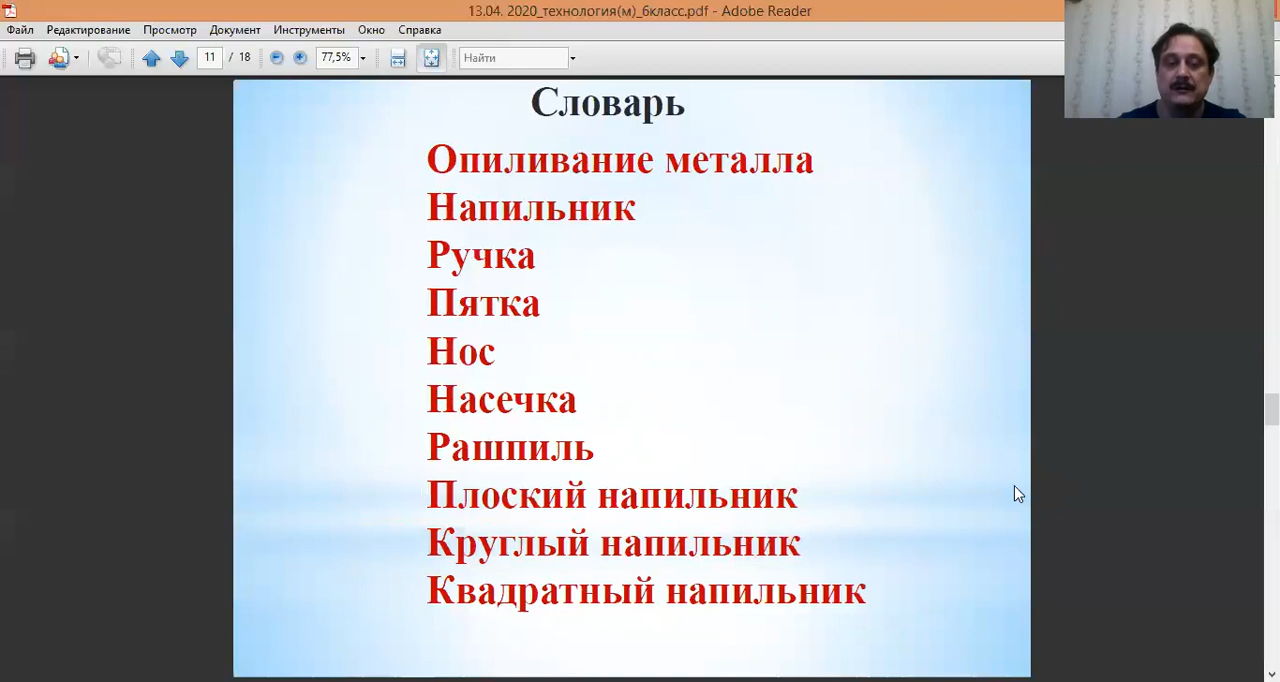 13.04. 2020_технология(м)_6класс.pdf - Adobe Reader
Файл Редактирование Просмотр Документ Инструменты Окно Справка
11 / 18 77,5% Найти
Словарь
Опиливание металла
Напильник
Ручка
Пятка
Нос
Насечка
Рашпиль
Плоский напильник
Круглый напильник
Квадратный напильник